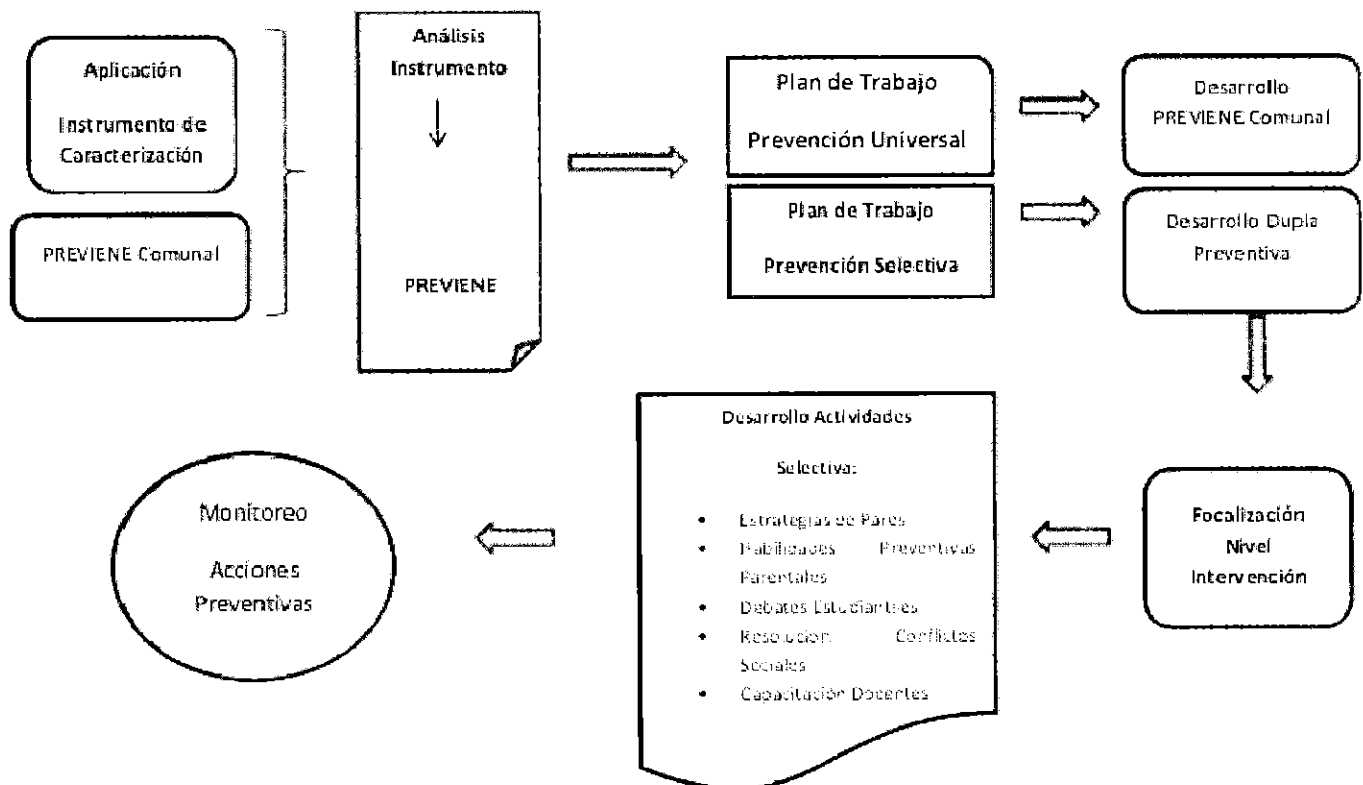 Aplicación
Instrumento de
Caracterización
PREVIENE Comunal
Análisis
Instrumento
PREVIENE
Plan de Trabajo
Prevención Universal
Plan de Trabajo
Prevención Selectiva
Desarrollo
PREVIENE Comunal
Desarrollo Dupla
Preventiva
Focalización
Nivel
Intervención
Desarrollo Actividades
Selectiva:
• Estrategias de Pares
• Habilidades Preventivas
Parentales
• Debates Estudiantes
• Resolucion Conflictos
Sociales
• Capacitación Docentes
Monitoreo
Acciones
Preventivas